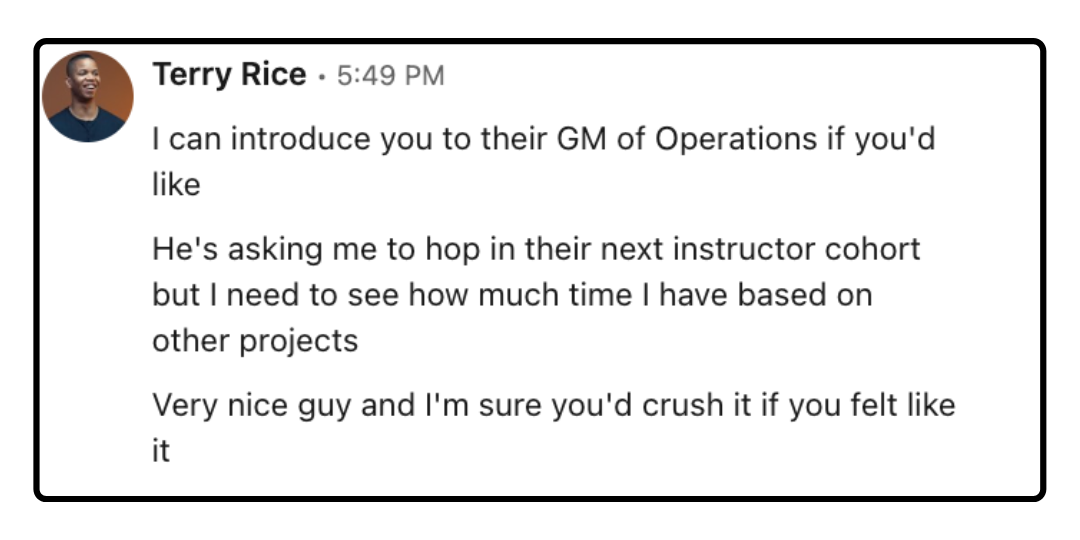 Terry Rice • 5:49 PM
I can introduce you to their GM of Operations if you'd
like
He's asking me to hop in their next instructor cohort
but I need to see how much time I have based on
other projects
Very nice guy and I'm sure you'd crush it if you felt like
it